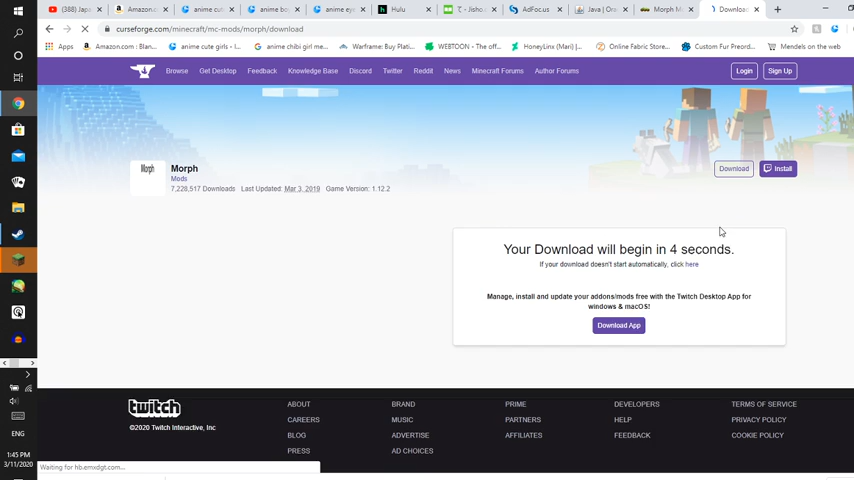 (388) Japa
Amazon.
anime cu
anime bo
anime eye
Hulu
て - Jisho
AdFoc.us
Java | Ora
Morph M
Downloac
curseforge.com/minecraft/mc-mods/morph/download
Apps
Amazon.com : Blan...
anime cute girls -...
anime chibi girl me...
Warframe: Buy Plati...
WEBTOON - The of...
HoneyLinx (Mari) |...
Online Fabric Store...
Custom Fur Preord...
Mendels on the web
Browse
Get Desktop
Feedback
Knowledge Base
Discord
Twitter
Reddit
News
Minecraft Forums
Author Forums
Login
Sign Up
Morph
Morph
Mods
7,228,517 Downloads Last Updated: Mar 3, 2019 Game Version: 1.12.2
Download
Install
Your Download will begin in 4 seconds.
If your download doesn't start automatically, click here
Manage, install and update your addons/mods free with the Twitch Desktop App for
windows & macOS!
Download App
twitch
©2020 Twitch Interactive, Inc
ABOUT
CAREERS
BLOG
PRESS
BRAND
MUSIC
ADVERTISE
AD CHOICES
PRIME
PARTNERS
AFFILIATES
DEVELOPERS
HELP
FEEDBACK
TERMS OF SERVICE
PRIVACY POLICY
COOKIE POLICY
ENG
1:45 PM
3/11/2020
Waiting for hb.emxdgt.com...